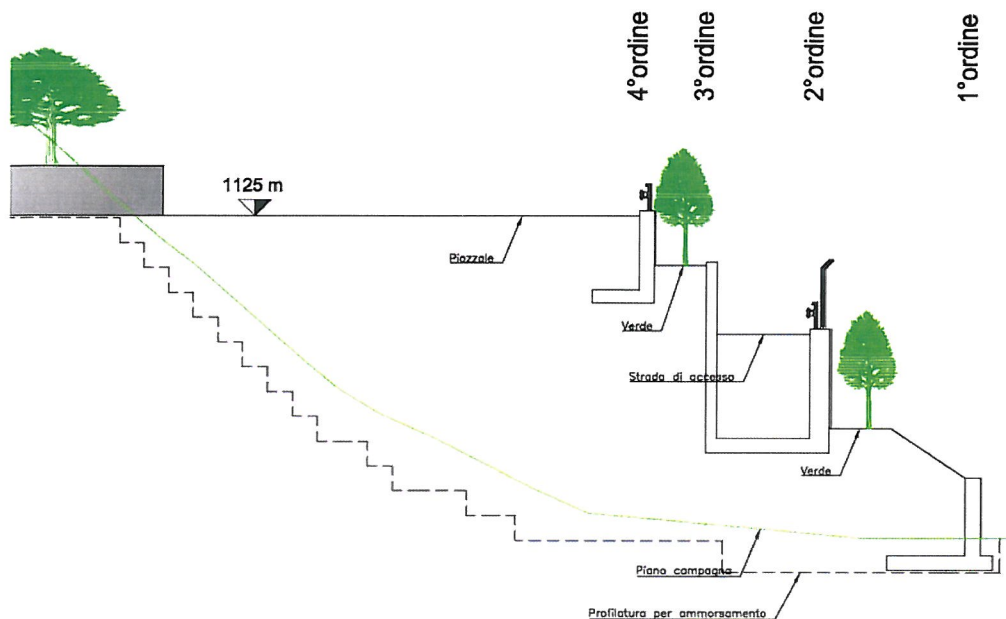 4°ordine
3°ordine
2°ordine
1°ordine
1125 m
Piazzale
Verde
Strada di accesso
Verde
Piano campagna
Profilatura per ammorsamento